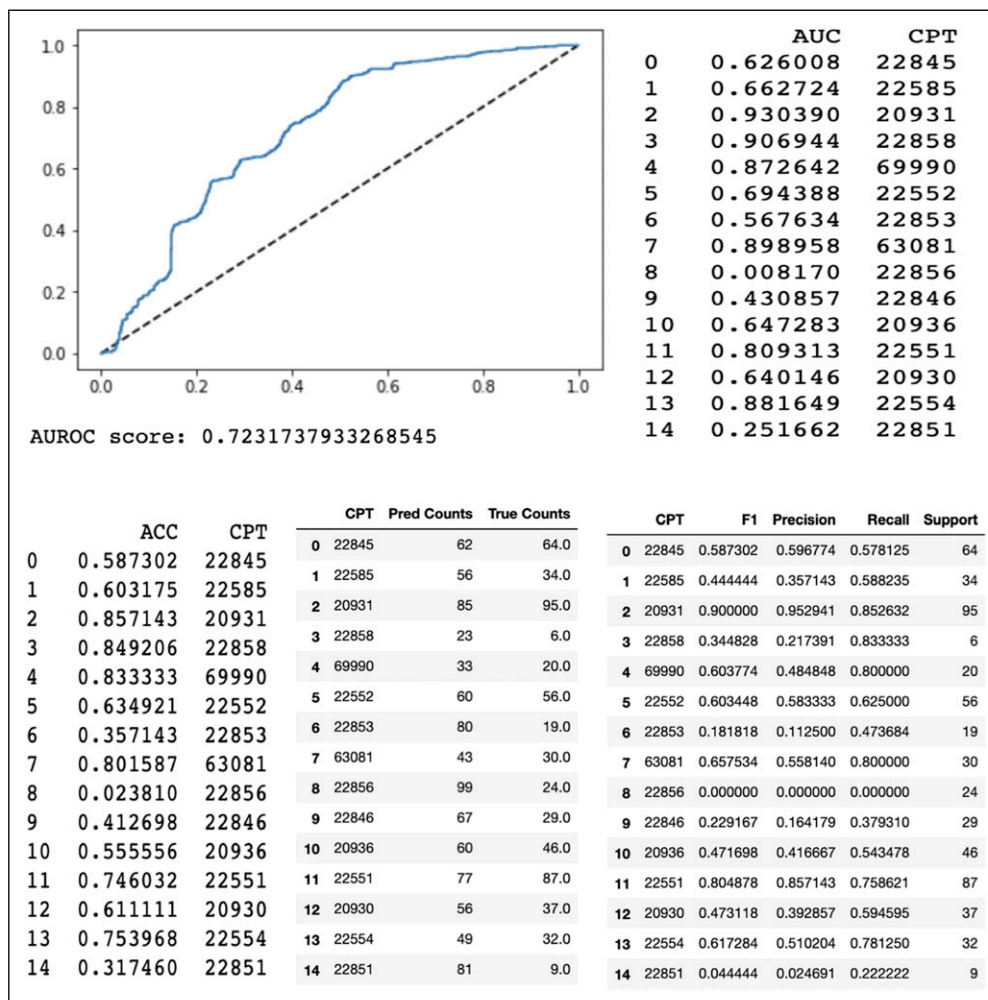 1.0
0.8
0.6
0.4
0.2
0.0
0.0 0.2 0.4 0.6 0.8 1.0
AUROC score: 0.7231737933268545
AUC CPT
0 0.626008 22845
1 0.662724 22585
2 0.930390 20931
3 0.906944 22858
4 0.872642 69990
5 0.694388 22552
6 0.567634 22853
7 0.898958 63081
8 0.008170 22856
9 0.430857 22846
10 0.647283 20936
11 0.809313 22551
12 0.640146 20930
13 0.881649 22554
14 0.251662 22851
ACC CPT
0 0.587302 22845
1 0.603175 22585
2 0.857143 20931
3 0.849206 22858
4 0.833333 69990
5 0.634921 22552
6 0.357143 22853
7 0.801587 63081
8 0.023810 22856
9 0.412698 22846
10 0.555556 20936
11 0.746032 22551
12 0.611111 20930
13 0.753968 22554
14 0.317460 22851
CPT Pred Counts True Counts
0 22845 62 64.0
1 22585 56 34.0
2 20931 85 95.0
3 22858 23 6.0
4 69990 33 20.0
5 22552 60 56.0
6 22853 80 19.0
7 63081 43 30.0
8 22856 99 24.0
9 22846 67 29.0
10 20936 60 46.0
11 22551 77 87.0
12 20930 56 37.0
13 22554 49 32.0
14 22851 81 9.0
CPT F1 Precision Recall Support
0 22845 0.587302 0.596774 0.578125 64
1 22585 0.444444 0.357143 0.588235 34
2 20931 0.900000 0.952941 0.852632 95
3 22858 0.344828 0.217391 0.833333 6
4 69990 0.603774 0.484848 0.800000 20
5 22552 0.603448 0.583333 0.625000 56
6 22853 0.181818 0.112500 0.473684 19
7 63081 0.657534 0.558140 0.800000 30
8 22856 0.000000 0.000000 0.000000 24
9 22846 0.229167 0.164179 0.379310 29
10 20936 0.471698 0.416667 0.543478 46
11 22551 0.804878 0.857143 0.758621 87
12 20930 0.473118 0.392857 0.594595 37
13 22554 0.617284 0.510204 0.781250 32
14 22851 0.044444 0.024691 0.222222 9